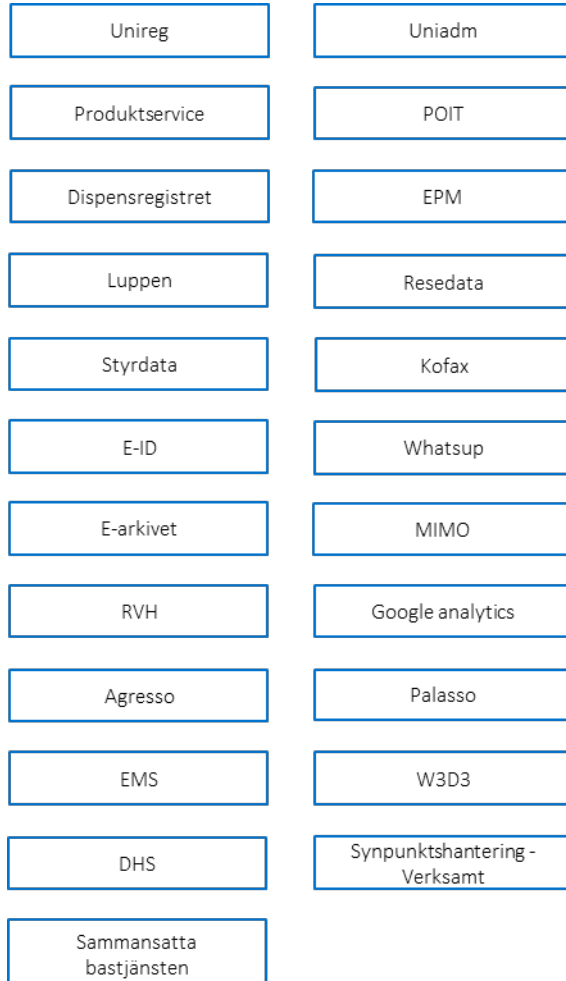 Unireg
Uniadm
Produktservice
POIT
Dispensregistret
EPM
Luppen
Resedata
Styrdata
Kofax
E-ID
Whatsup
E-arkivet
MIMO
RVH
Google analytics
Agresso
Palasso
EMS
W3D3
DHS
Synpunktshantering -
Verksamt
Sammansatta
bastjänsten